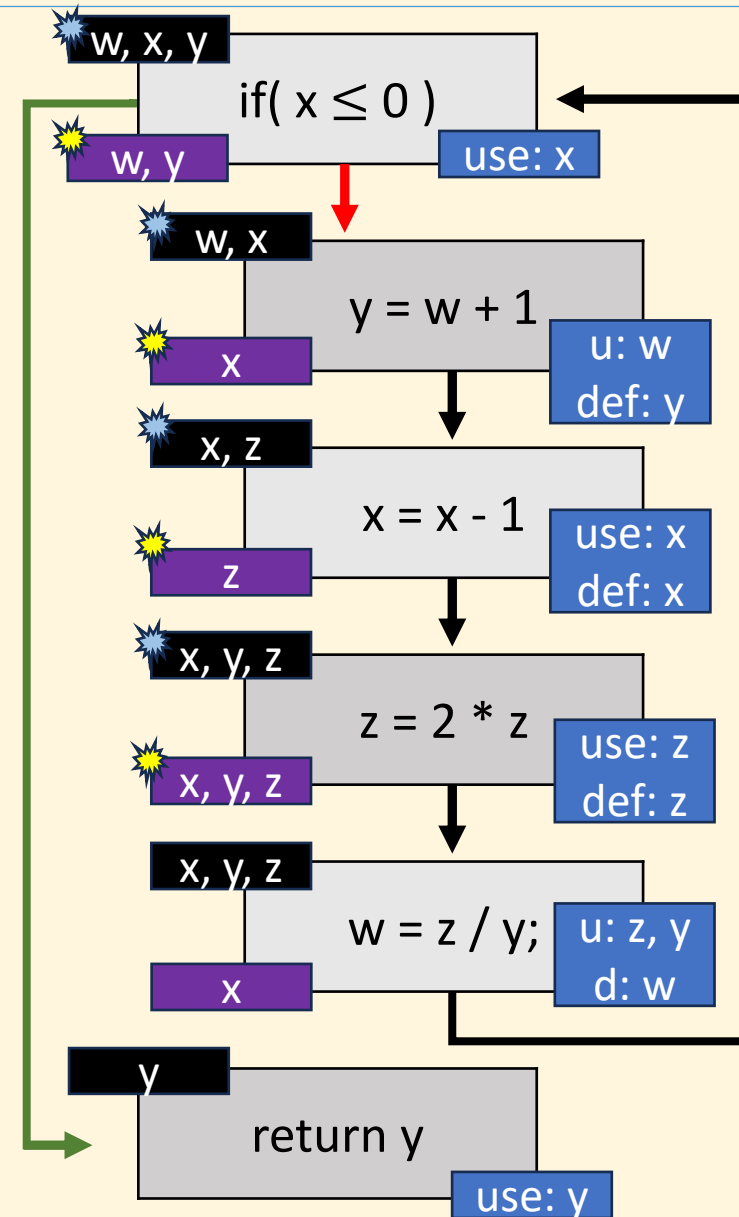 w, x, y
if( x ≤ 0 )
w, y
use: x
w, x
y = w + 1
x
u: w
def: y
x, z
x = x - 1
z
use: x
def: x
x, y, z
z = 2 * z
x, y, z
use: z
def: z
x, y, z
w = z / y;
x
u: z, y
d: w
y
return y
use: y